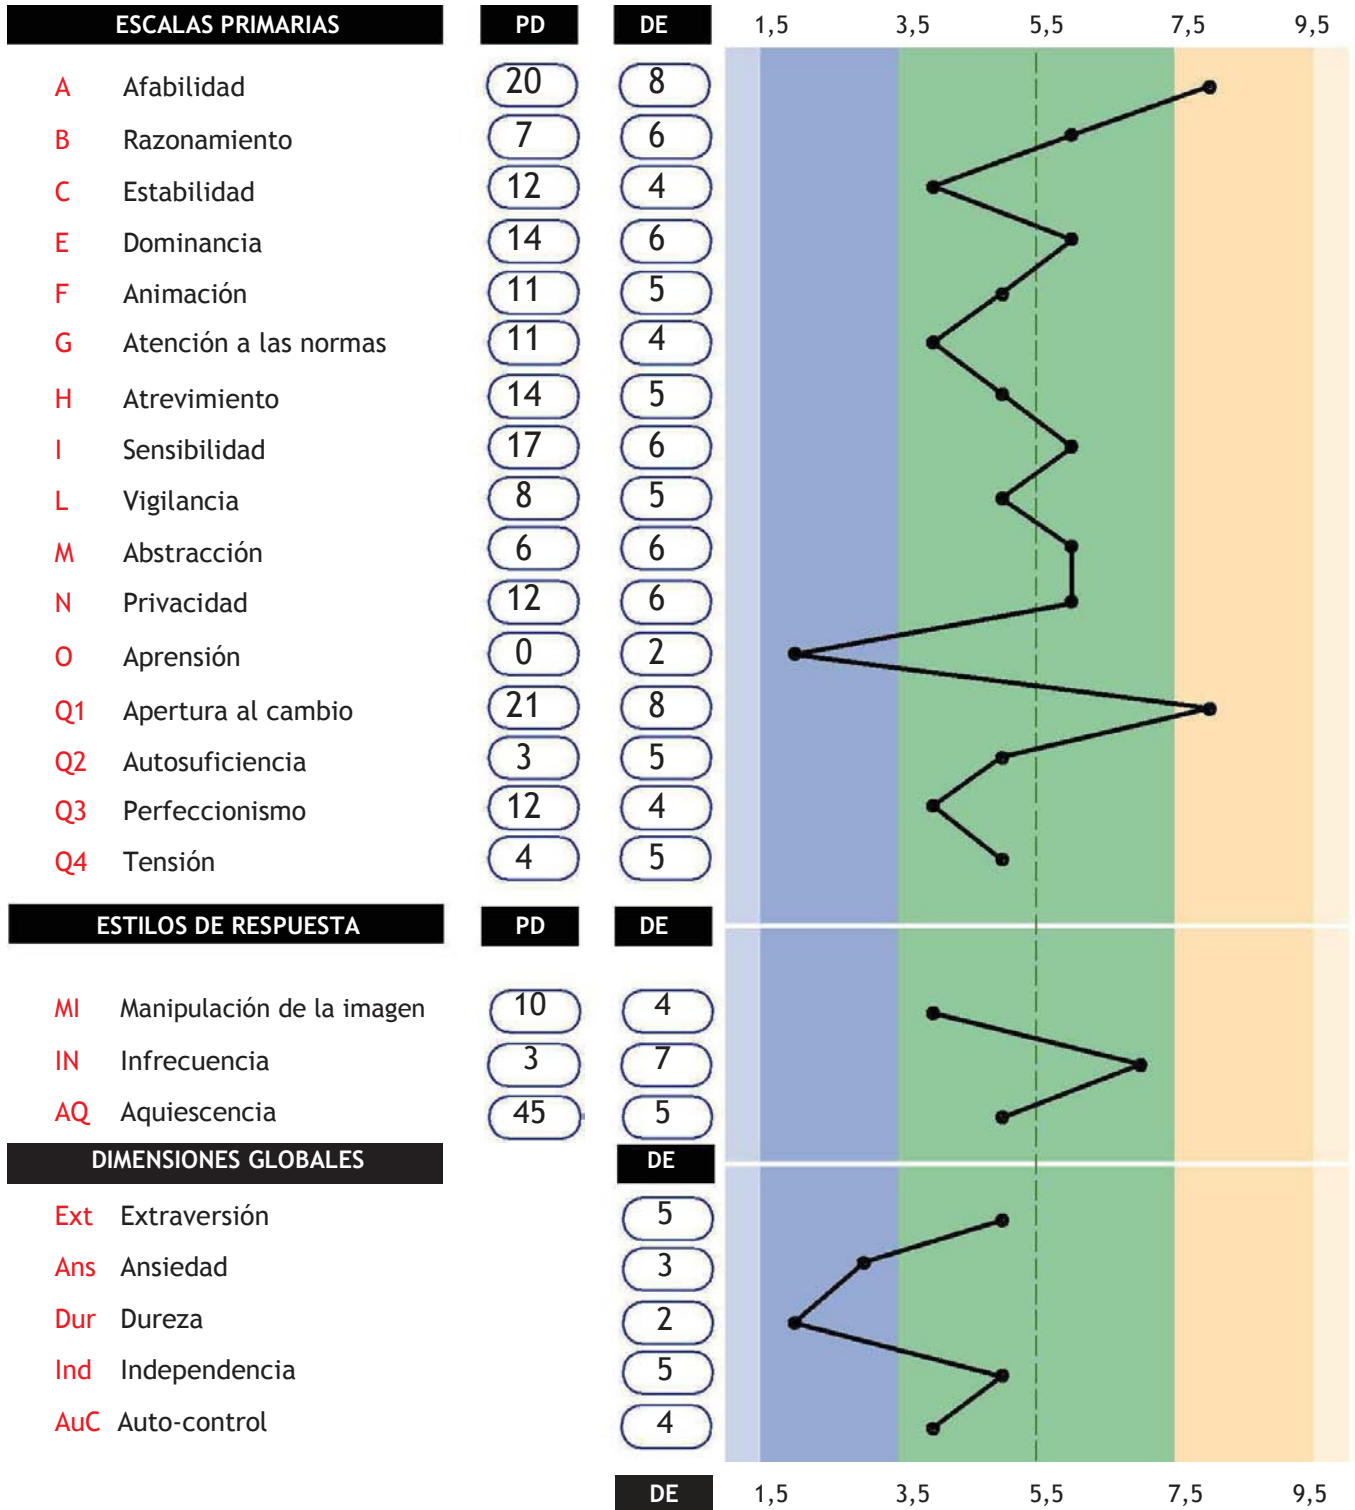 ESCALAS PRIMARIAS PD DE 1,5 3,5 5,5 7,5 9,5
A Afabilidad 20 8
B Razonamiento 7 6
C Estabilidad 12 4
E Dominancia 14 6
F Animación 11 5
G Atención a las normas 11 4
H Atrevimiento 14 5
I Sensibilidad 17 6
L Vigilancia 8 5
M Abstracción 6 6
N Privacidad 12 6
O Aprensión 0 2
Q1 Apertura al cambio 21 8
Q2 Autosuficiencia 3 5
Q3 Perfeccionismo 12 4
Q4 Tensión 4 5
ESTILOS DE RESPUESTA PD DE
MI Manipulación de la imagen 10 4
IN Infrecuencia 3 7
AQ Aquiescencia 45 5
DIMENSIONES GLOBALES DE
Ext Extraversión 5
Ans Ansiedad 3
Dur Dureza 2
Ind Independencia 5
AuC Auto-control 4
DE 1,5 3,5 5,5 7,5 9,5